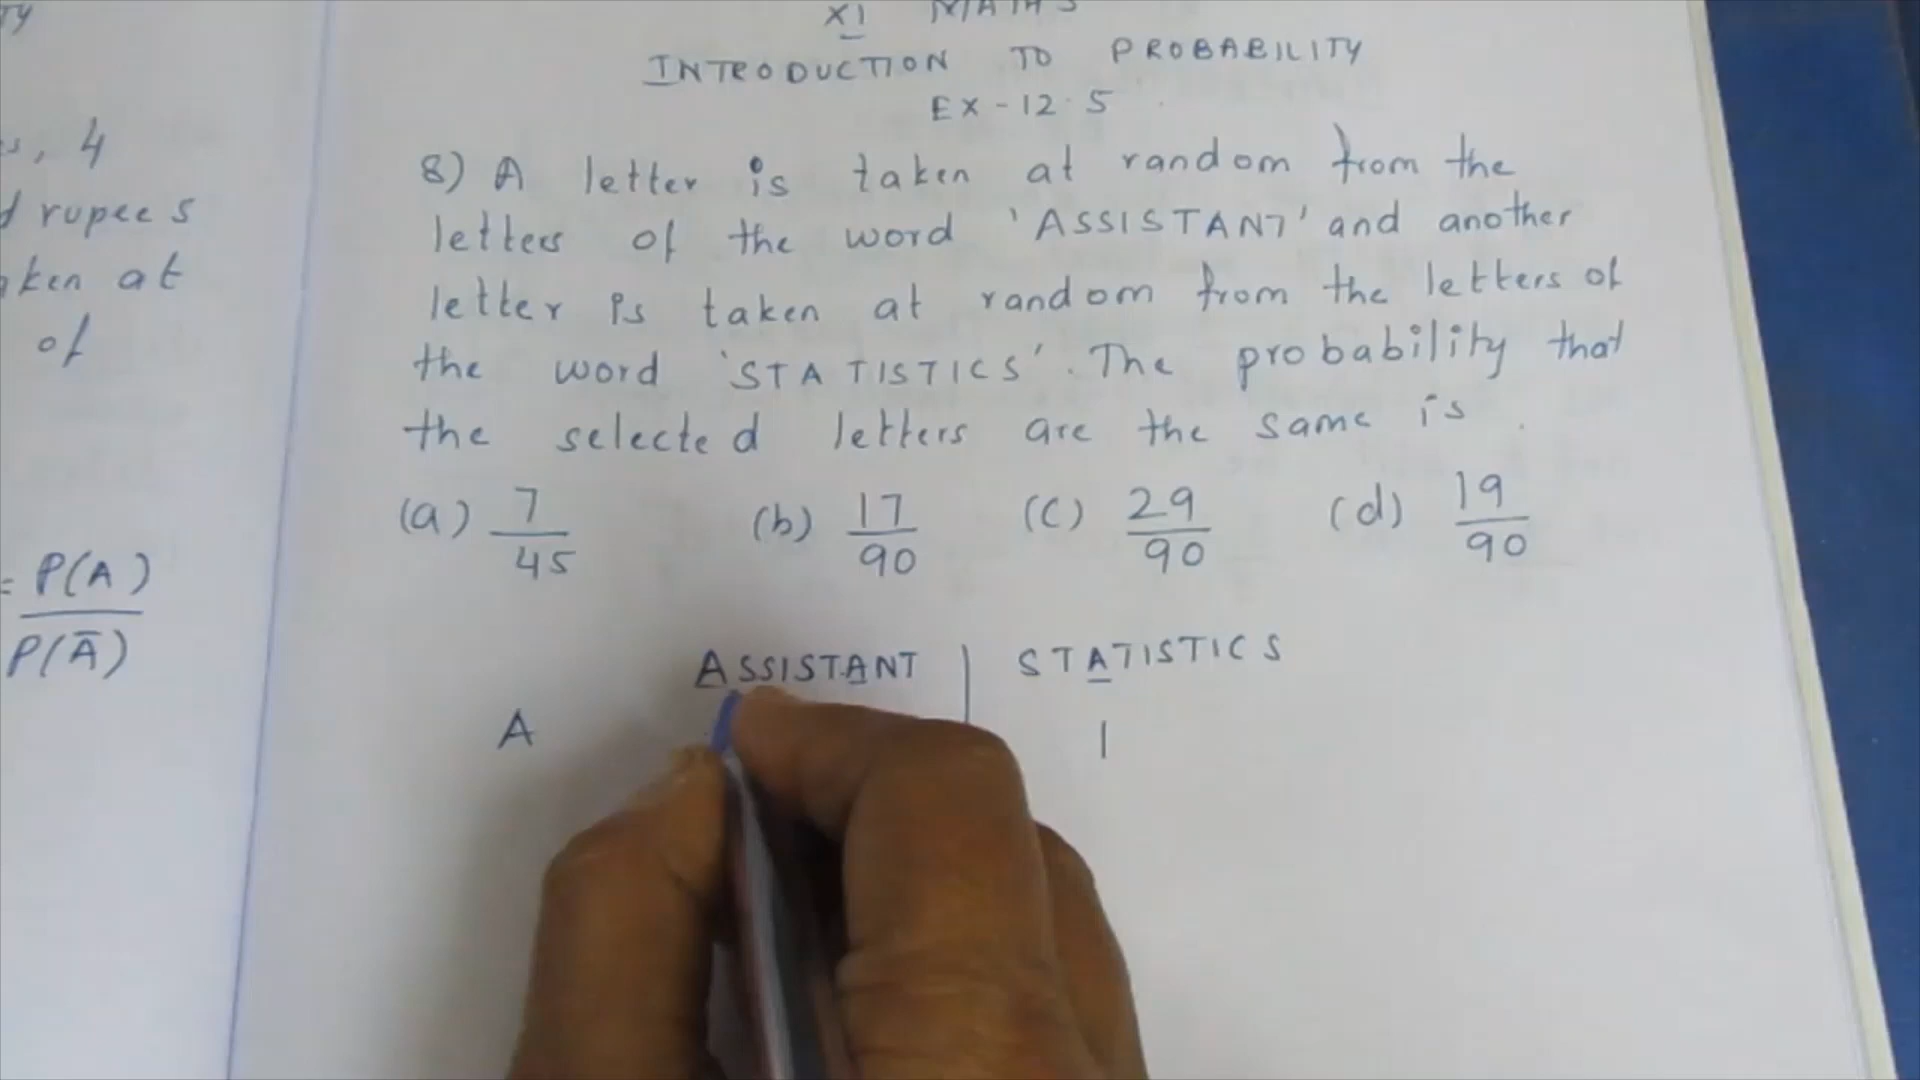 XI MATHS
INTRODUCTION TO PROBABILITY
EX - 12.5
8) A letter is taken at random from the
letters of the word 'ASSISTANT' and another
letter is taken at random from the letters of
the word 'STATISTICS'. The probability that
the selected letters are the same is
(a) 7/45 (b) 17/90 (c) 29/90 (d) 19/90
ASSISTANT | STATISTICS
A 1
, 4
rupees
at
of
= P(A)
P(Ā)